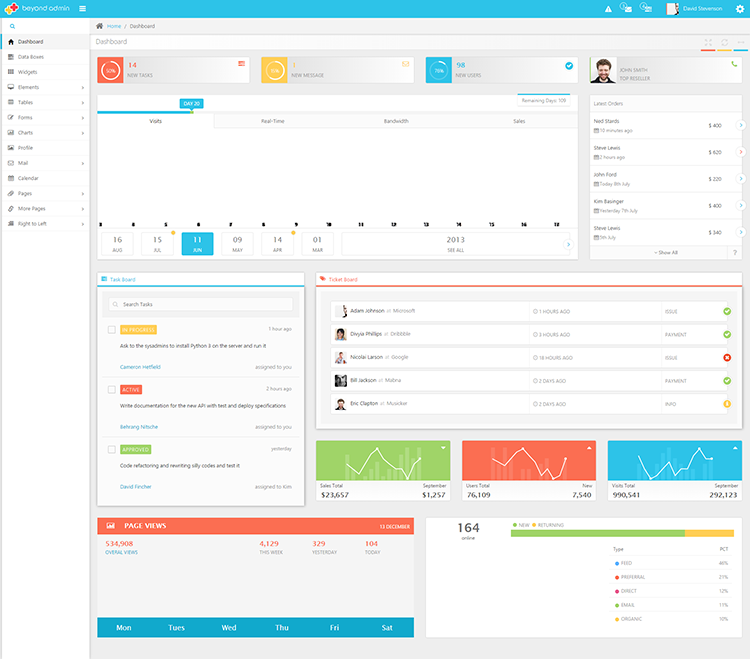 beyond admin
David Stevenson
Home / Dashboard
Dashboard
Dashboard
Data Boxes
Widgets
Elements
Tables
Forms
Charts
Profile
Mail
Calendar
Pages
More Pages
Right to Left
14
NEW TASKS
NEW MESSAGE
98
NEW USERS
JOHN SMITH
TOP RESELLER
DAY 20
Remaining Days: 109
Visits Real-Time Bandwidth Sales
3 4 5 6 7 8 9 10 11 12 13 14 15 16 17
16 AUG
15 JUL
11 JUN
09 MAY
14 APR
01 MAR
2013 SEE ALL
Latest Orders
Ned Stards
10 minutes ago
$ 400
Steve Lewis
2 hours ago
$ 620
John Ford
Today 8th July
$ 220
Kim Basinger
Yesterday 7th July
$ 400
Steve Lewis
5th July
$ 340
+ Show All ?
Task Board
Search Tasks
IN PROGRESS 1 hour ago
Ask to the sysadmins to install Python 3 on the server and run it
Cameron Hetfield assigned to you
ACTIVE 2 hours ago
Write documentation for the new API with test and deploy specifications
Behrang Nitsche assigned to you
APPROVED yesterday
Code refactoring and rewriting silly codes and test it
David Fincher assigned to Kim
Ticket Board
Adam Johnson at Microsoft 1 HOURS AGO ISSUE
Divyia Phillips at Dribbble 3 HOURS AGO PAYMENT
Nicolai Larson at Google 18 HOURS AGO ISSUE
Bill Jackson at Mabna 2 DAYS AGO PAYMENT
Eric Clapton at Musicker 2 DAYS AGO INFO
Sales Total September
$23,657 $1,257
Users Total New
76,109 7,540
Visits Total September
990,541 292,123
PAGE VIEWS 13 DECEMBER
534,908 4,129 329 104
OVERAL VIEWS THIS WEEK YESTERDAY TODAY
Mon Tues Wed Thu Fri Sat
164
online
NEW RETURNING
Type PCT
FEED 46%
PREFERRAL 21%
DIRECT 12%
EMAIL 11%
ORGANIC 10%